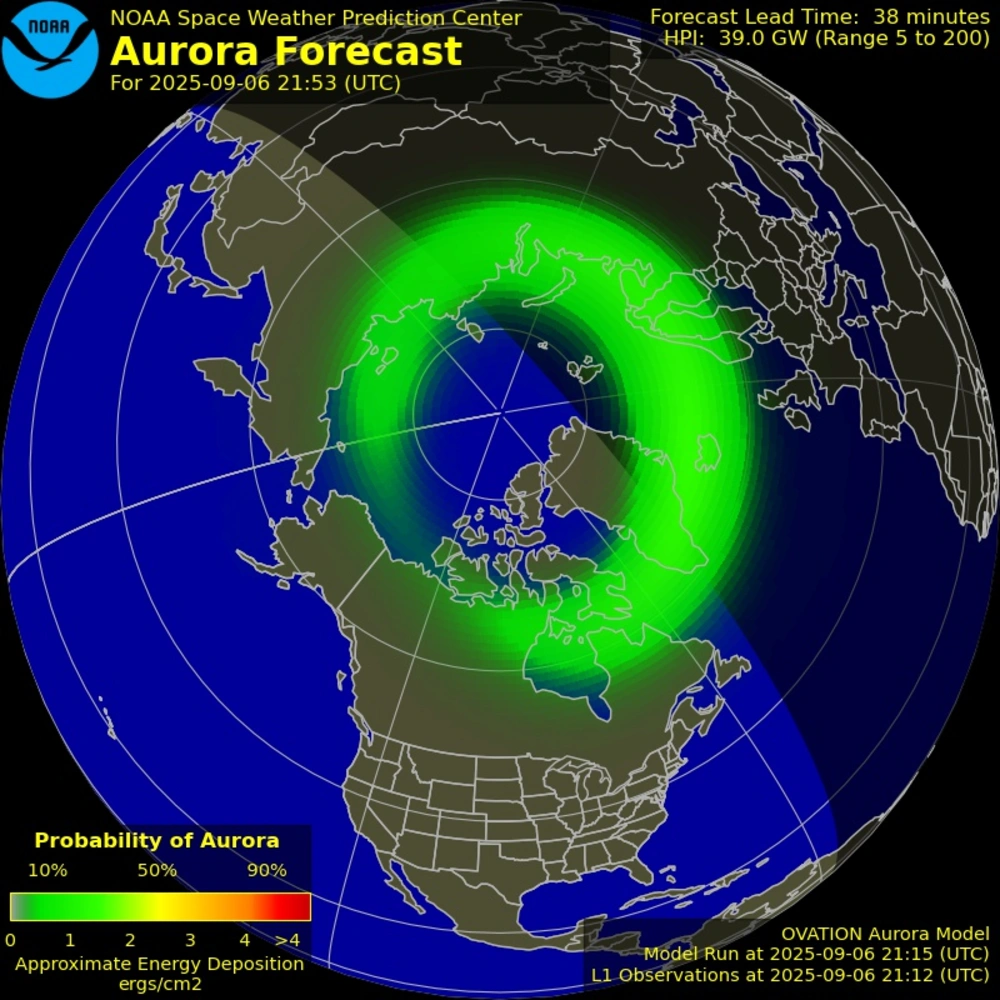 NOAA
NOAA Space Weather Prediction Center
Aurora Forecast
For 2025-09-06 21:53 (UTC)
Forecast Lead Time: 38 minutes
HPI: 39.0 GW (Range 5 to 200)
Probability of Aurora
10% 50% 90%
0 1 2 3 4 >4
Approximate Energy Deposition
ergs/cm2
OVATION Aurora Model
Model Run at 2025-09-06 21:15 (UTC)
L1 Observations at 2025-09-06 21:12 (UTC)